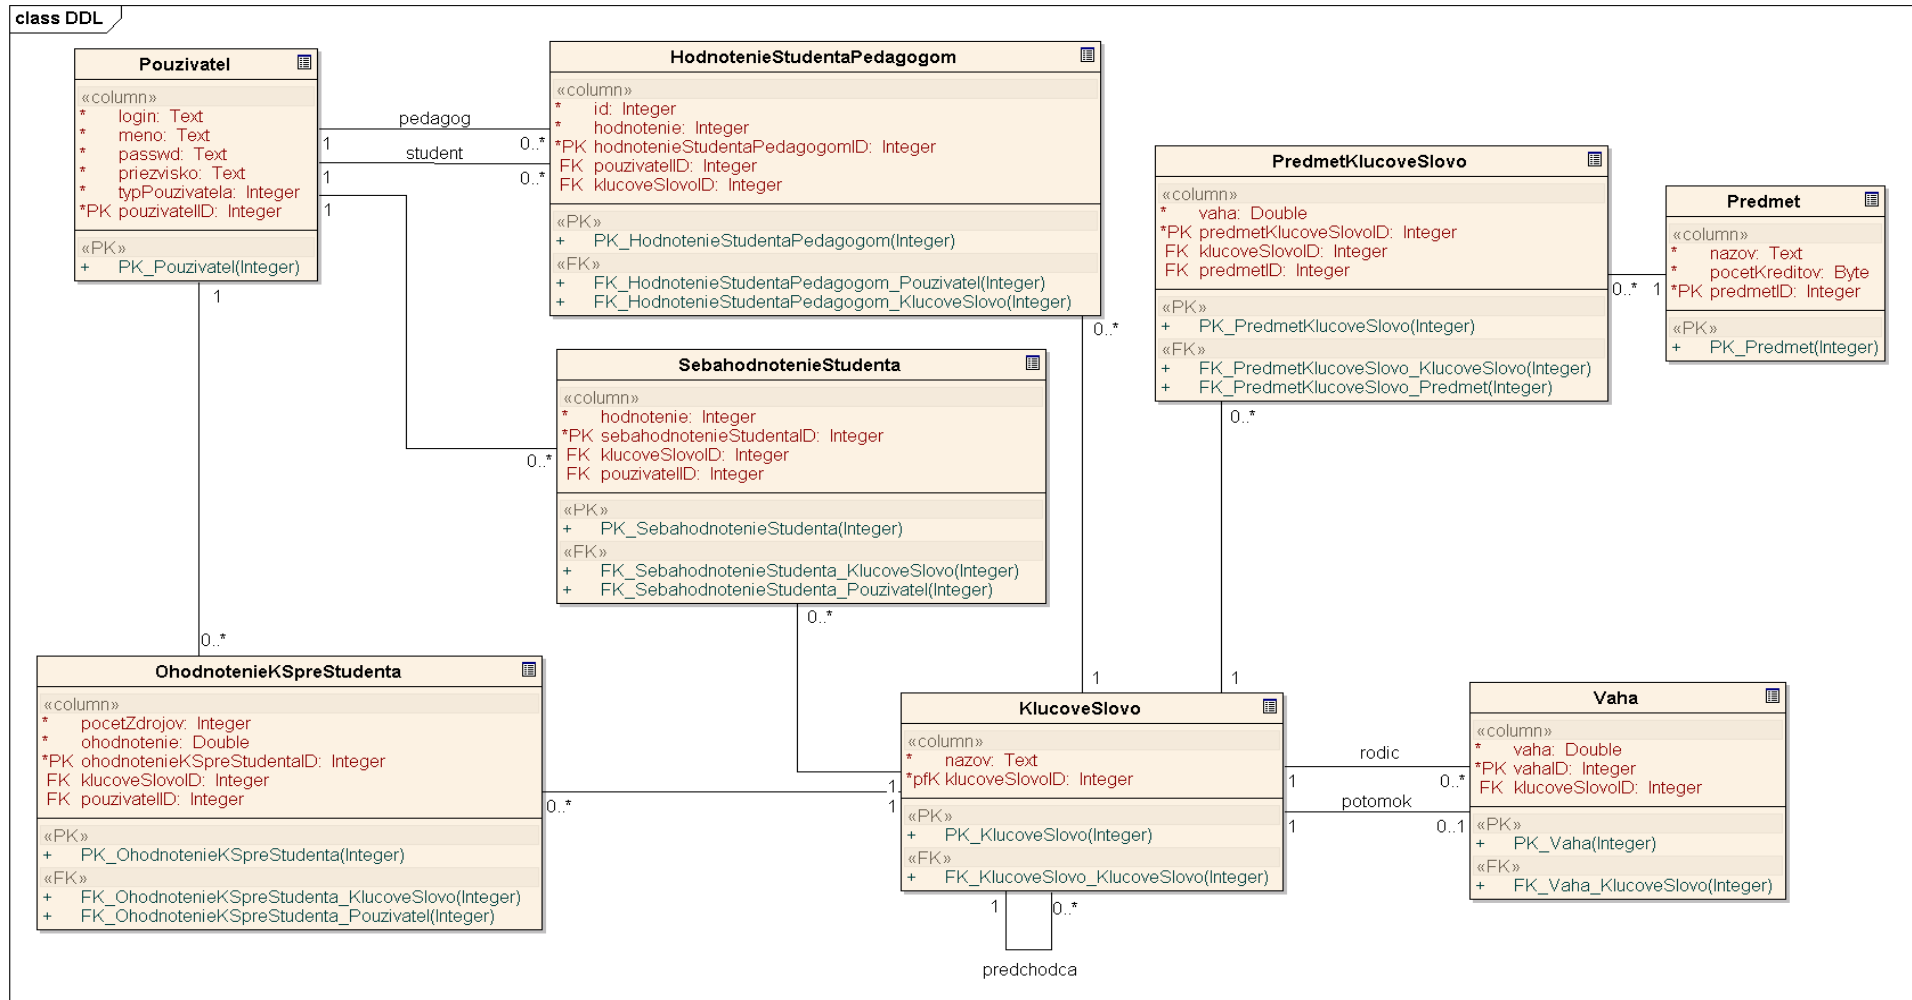 class DDL
Pouzivatel
«column»
* login: Text
* meno: Text
* passwd: Text
* priezvisko: Text
* typPouzivatela: Integer
*PK pouzivatelID: Integer
«PK»
+ PK_Pouzivatel(Integer)
pedagog
1
0..*
student
1
0..*
1
0..*
1
0..*
HodnotenieStudentaPedagogom
«column»
* id: Integer
* hodnotenie: Integer
*PK hodnotenieStudentaPedagogomID: Integer
FK pouzivatelID: Integer
FK klucoveSlovoID: Integer
«PK»
+ PK_HodnotenieStudentaPedagogom(Integer)
«FK»
+ FK_HodnotenieStudentaPedagogom_Pouzivatel(Integer)
+ FK_HodnotenieStudentaPedagogom_KlucoveSlovo(Integer)
0..*
1
PredmetKlucoveSlovo
«column»
* vaha: Double
*PK predmetKlucoveSlovoID: Integer
FK klucoveSlovoID: Integer
FK predmetID: Integer
«PK»
+ PK_PredmetKlucoveSlovo(Integer)
«FK»
+ FK_PredmetKlucoveSlovo_KlucoveSlovo(Integer)
+ FK_PredmetKlucoveSlovo_Predmet(Integer)
0..*
1
0..*
1
Predmet
«column»
* nazov: Text
* pocetKreditov: Byte
*PK predmetID: Integer
«PK»
+ PK_Predmet(Integer)
SebahodnotenieStudenta
«column»
* hodnotenie: Integer
*PK sebahodnotenieStudentaID: Integer
FK klucoveSlovoID: Integer
FK pouzivatelID: Integer
«PK»
+ PK_SebahodnotenieStudenta(Integer)
«FK»
+ FK_SebahodnotenieStudenta_KlucoveSlovo(Integer)
+ FK_SebahodnotenieStudenta_Pouzivatel(Integer)
0..*
1
OhodnotenieKSpreStudenta
«column»
* pocetZdrojov: Integer
* ohodnotenie: Double
*PK ohodnotenieKSpreStudentaID: Integer
FK klucoveSlovoID: Integer
FK pouzivatelID: Integer
«PK»
+ PK_OhodnotenieKSpreStudenta(Integer)
«FK»
+ FK_OhodnotenieKSpreStudenta_KlucoveSlovo(Integer)
+ FK_OhodnotenieKSpreStudenta_Pouzivatel(Integer)
0..*
1
KlucoveSlovo
«column»
* nazov: Text
*pfK klucoveSlovoID: Integer
«PK»
+ PK_KlucoveSlovo(Integer)
«FK»
+ FK_KlucoveSlovo_KlucoveSlovo(Integer)
1
0..*
predchodca
rodic
1
0..*
potomok
1
0..1
Vaha
«column»
* vaha: Double
*PK vahaID: Integer
FK klucoveSlovoID: Integer
«PK»
+ PK_Vaha(Integer)
«FK»
+ FK_Vaha_KlucoveSlovo(Integer)